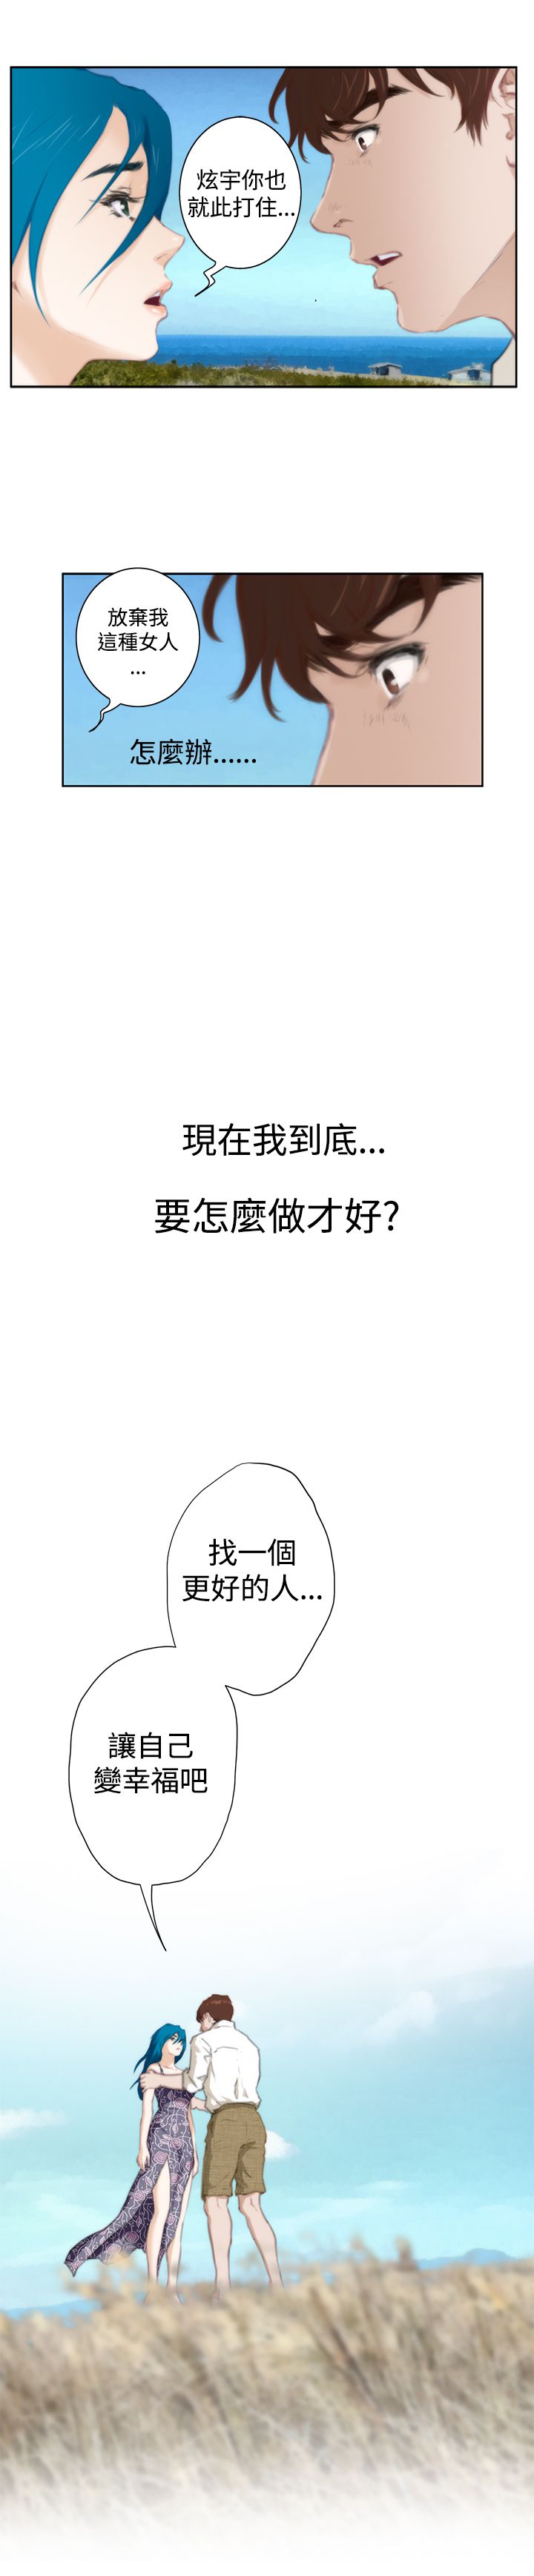 炫宇你也
就此打住...
放棄我
這種女人
...
怎麼辦......
現在我到底...
要怎麼做才好?
找一個
更好的人...
讓自己
變幸福吧